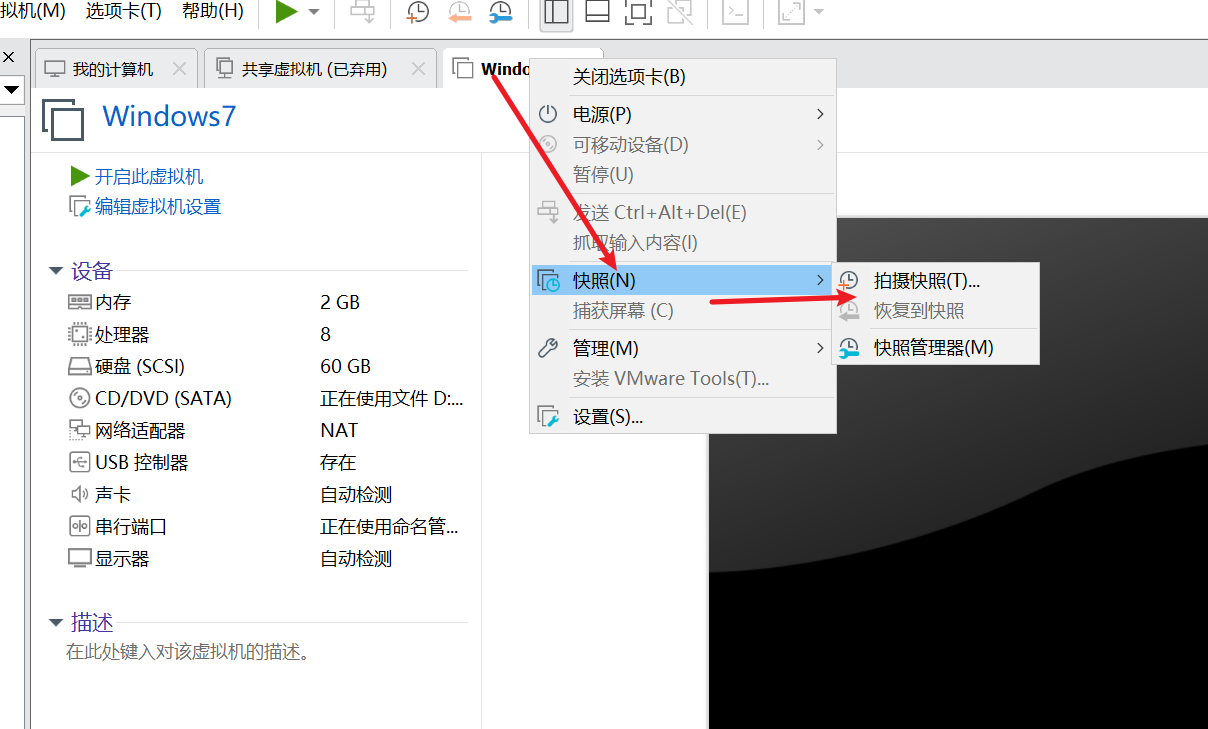 拟机(M) 选项卡(T) 帮助(H)
我的计算机
共享虚拟机 (已弃用)
Windo
Windows7
开启此虚拟机
编辑虚拟机设置
设备
内存 2 GB
处理器 8
硬盘 (SCSI) 60 GB
CD/DVD (SATA) 正在使用文件 D:...
网络适配器 NAT
USB 控制器 存在
声卡 自动检测
串行端口 正在使用命名管...
显示器 自动检测
描述
在此处键入对该虚拟机的描述。
关闭选项卡(B)
电源(P)
可移动设备(D)
暂停(U)
发送 Ctrl+Alt+Del(E)
抓取输入内容(I)
快照(N)
捕获屏幕 (C)
管理(M)
安装 VMware Tools(T)...
设置(S)...
拍摄快照(T)...
恢复到快照
快照管理器(M)